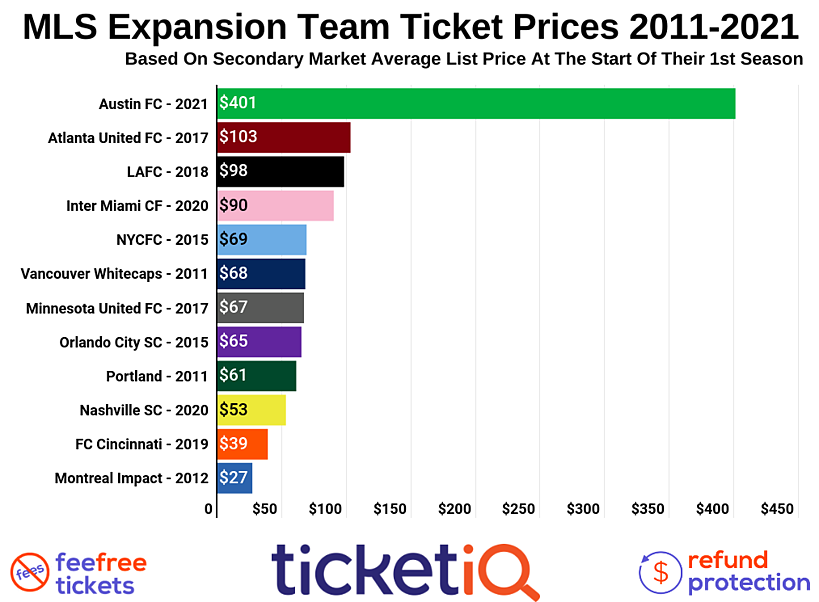 MLS Expansion Team Ticket Prices 2011-2021
Based On Secondary Market Average List Price At The Start Of Their 1st Season
Austin FC - 2021 $401
Atlanta United FC - 2017 $103
LAFC - 2018 $98
Inter Miami CF - 2020 $90
NYCFC - 2015 $69
Vancouver Whitecaps - 2011 $68
Minnesota United FC - 2017 $67
Orlando City SC - 2015 $65
Portland - 2011 $61
Nashville SC - 2020 $53
FC Cincinnati - 2019 $39
Montreal Impact - 2012 $27
0 $50 $100 $150 $200 $250 $300 $350 $400 $450
fees
feefree
tickets
ticketiQ
$
refund
protection